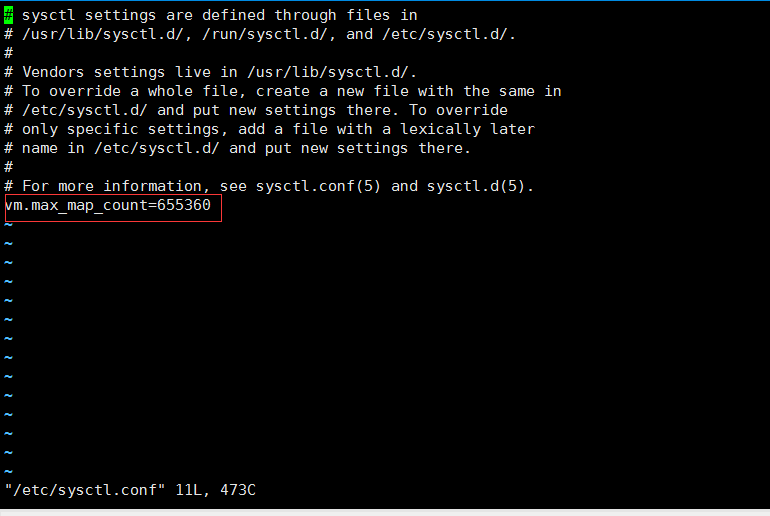 # sysctl settings are defined through files in
# /usr/lib/sysctl.d/, /run/sysctl.d/, and /etc/sysctl.d/.
#
# Vendors settings live in /usr/lib/sysctl.d/.
# To override a whole file, create a new file with the same in
# /etc/sysctl.d/ and put new settings there. To override
# only specific settings, add a file with a lexically later
# name in /etc/sysctl.d/ and put new settings there.
#
# For more information, see sysctl.conf(5) and sysctl.d(5).
vm.max_map_count=655360
~
~
~
~
~
~
~
~
~
~
~
~
~
~
"/etc/sysctl.conf" 11L, 473C